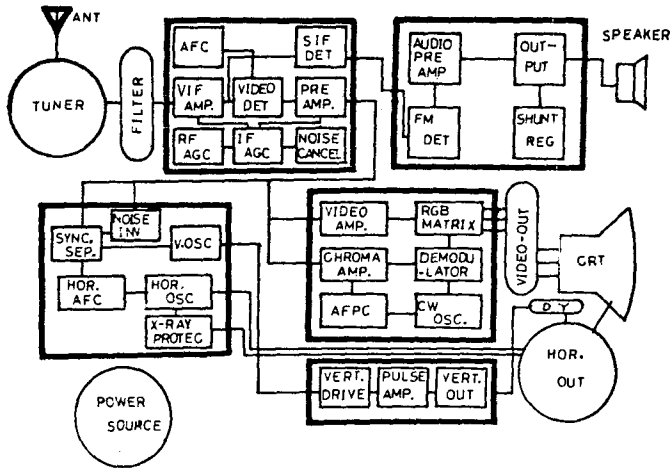 ANT
TUNER
FILTER
AFC
SIF
DET
VIF
AMP.
VIDEO
DET
PRE
AMP.
RF
AGC
IF
AGC
NOISE
CANCEL
AUDIO
PRE
AMP
OUT-
PUT
FM
DET
SHUNT
REG
SPEAKER
NOISE
INV
SYNC.
SEP.
V.OSC
HOR.
AFC
HOR.
OSC
X-RAY
PROTEC
VIDEO
AMP.
RGB
MATRIX
CHROMA
AMP.
DEMODU
-LATOR
AFPC
CW
OSC.
VIDEO-OUT
CRT
D Y
HOR.
OUT
VERT.
DRIVE
PULSE
AMP.
VERT.
OUT
POWER
SOURCE